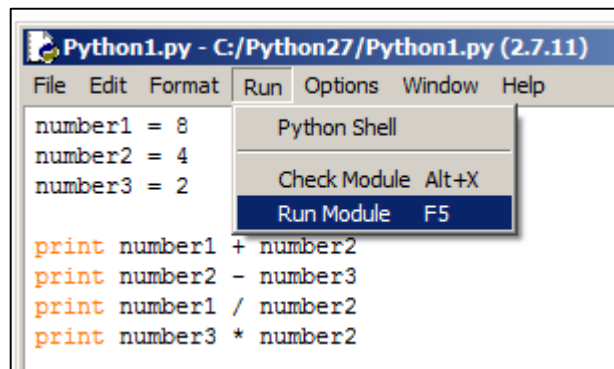 Python1.py - C:/Python27/Python1.py (2.7.11)
File Edit Format Run Options Window Help
number1 = 8
number2 = 4
number3 = 2
Python Shell
Check Module Alt+X
Run Module F5
print number1 + number2
print number2 - number3
print number1 / number2
print number3 * number2